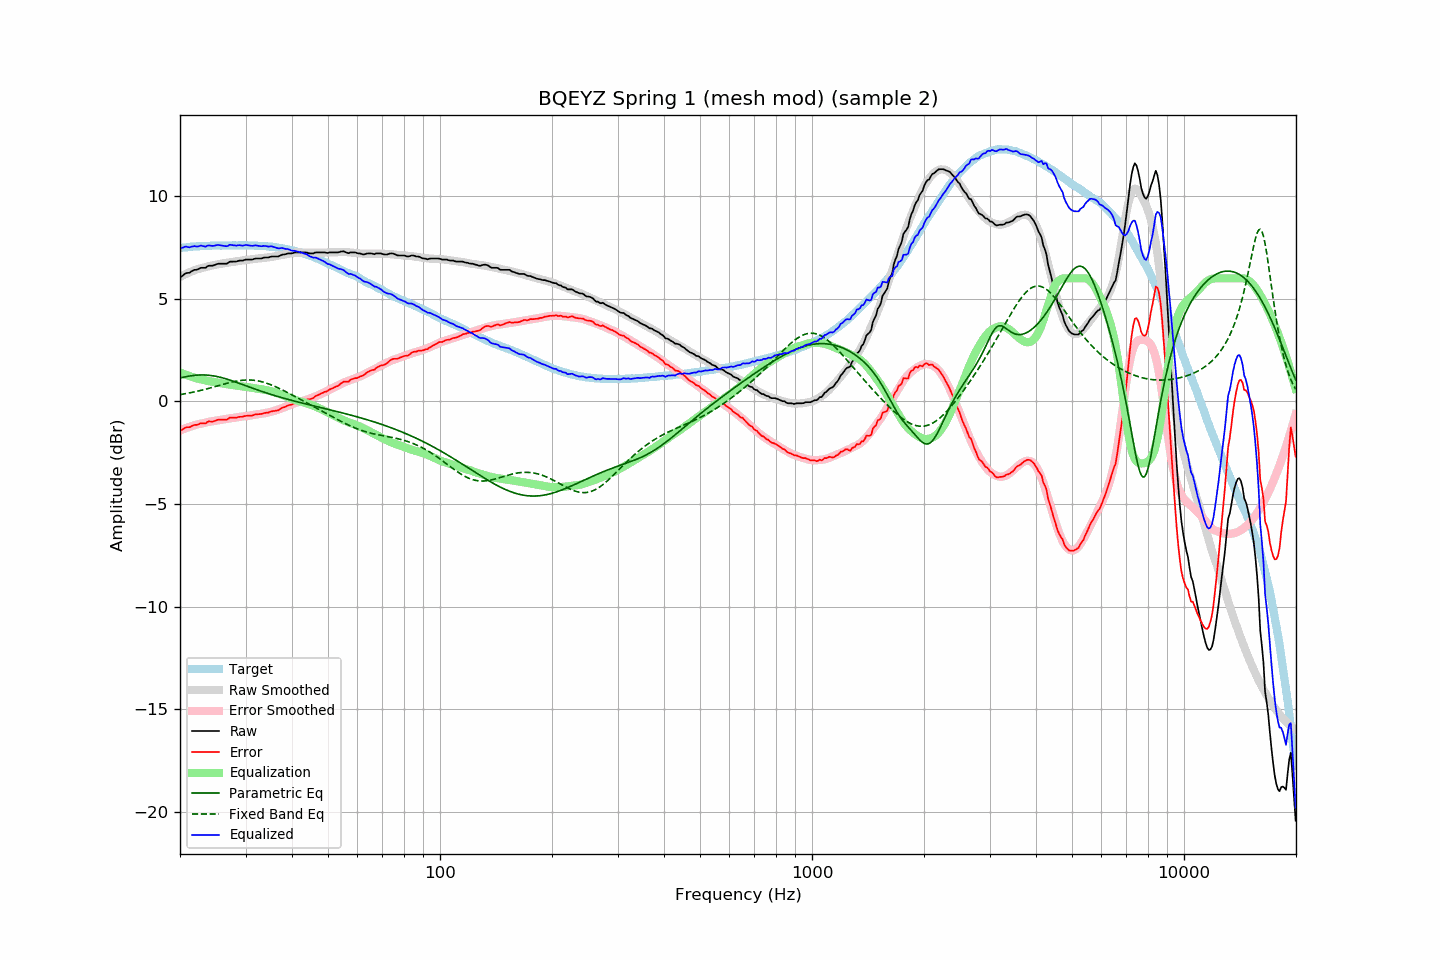 BQEYZ Spring 1 (mesh mod) (sample 2)
Amplitude (dBr)
10
5
0
−5
−10
−15
−20
Target
Raw Smoothed
Error Smoothed
Raw
Error
Equalization
Parametric Eq
Fixed Band Eq
Equalized
100
1000
10000
Frequency (Hz)